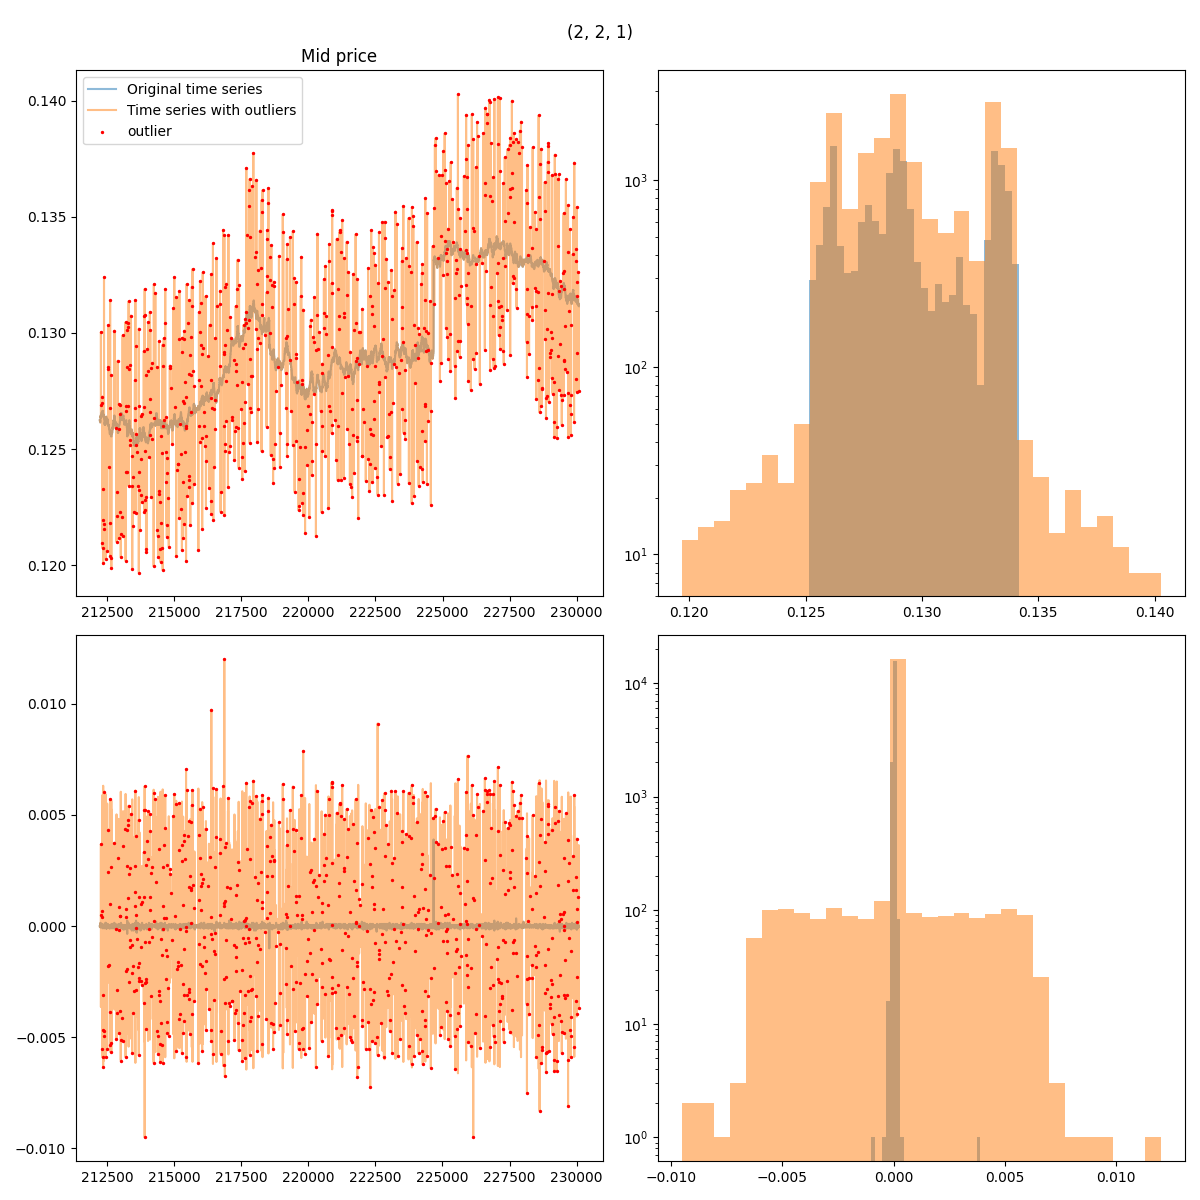 (2, 2, 1)
Mid price
Original time series
Time series with outliers
outlier
0.140
0.135
0.130
0.125
0.120
212500 215000 217500 220000 222500 225000 227500 230000
10³
10²
10¹
0.120 0.125 0.130 0.135 0.140
0.010
0.005
0.000
−0.005
−0.010
212500 215000 217500 220000 222500 225000 227500 230000
10⁴
10³
10²
10¹
10⁰
−0.010 −0.005 0.000 0.005 0.010